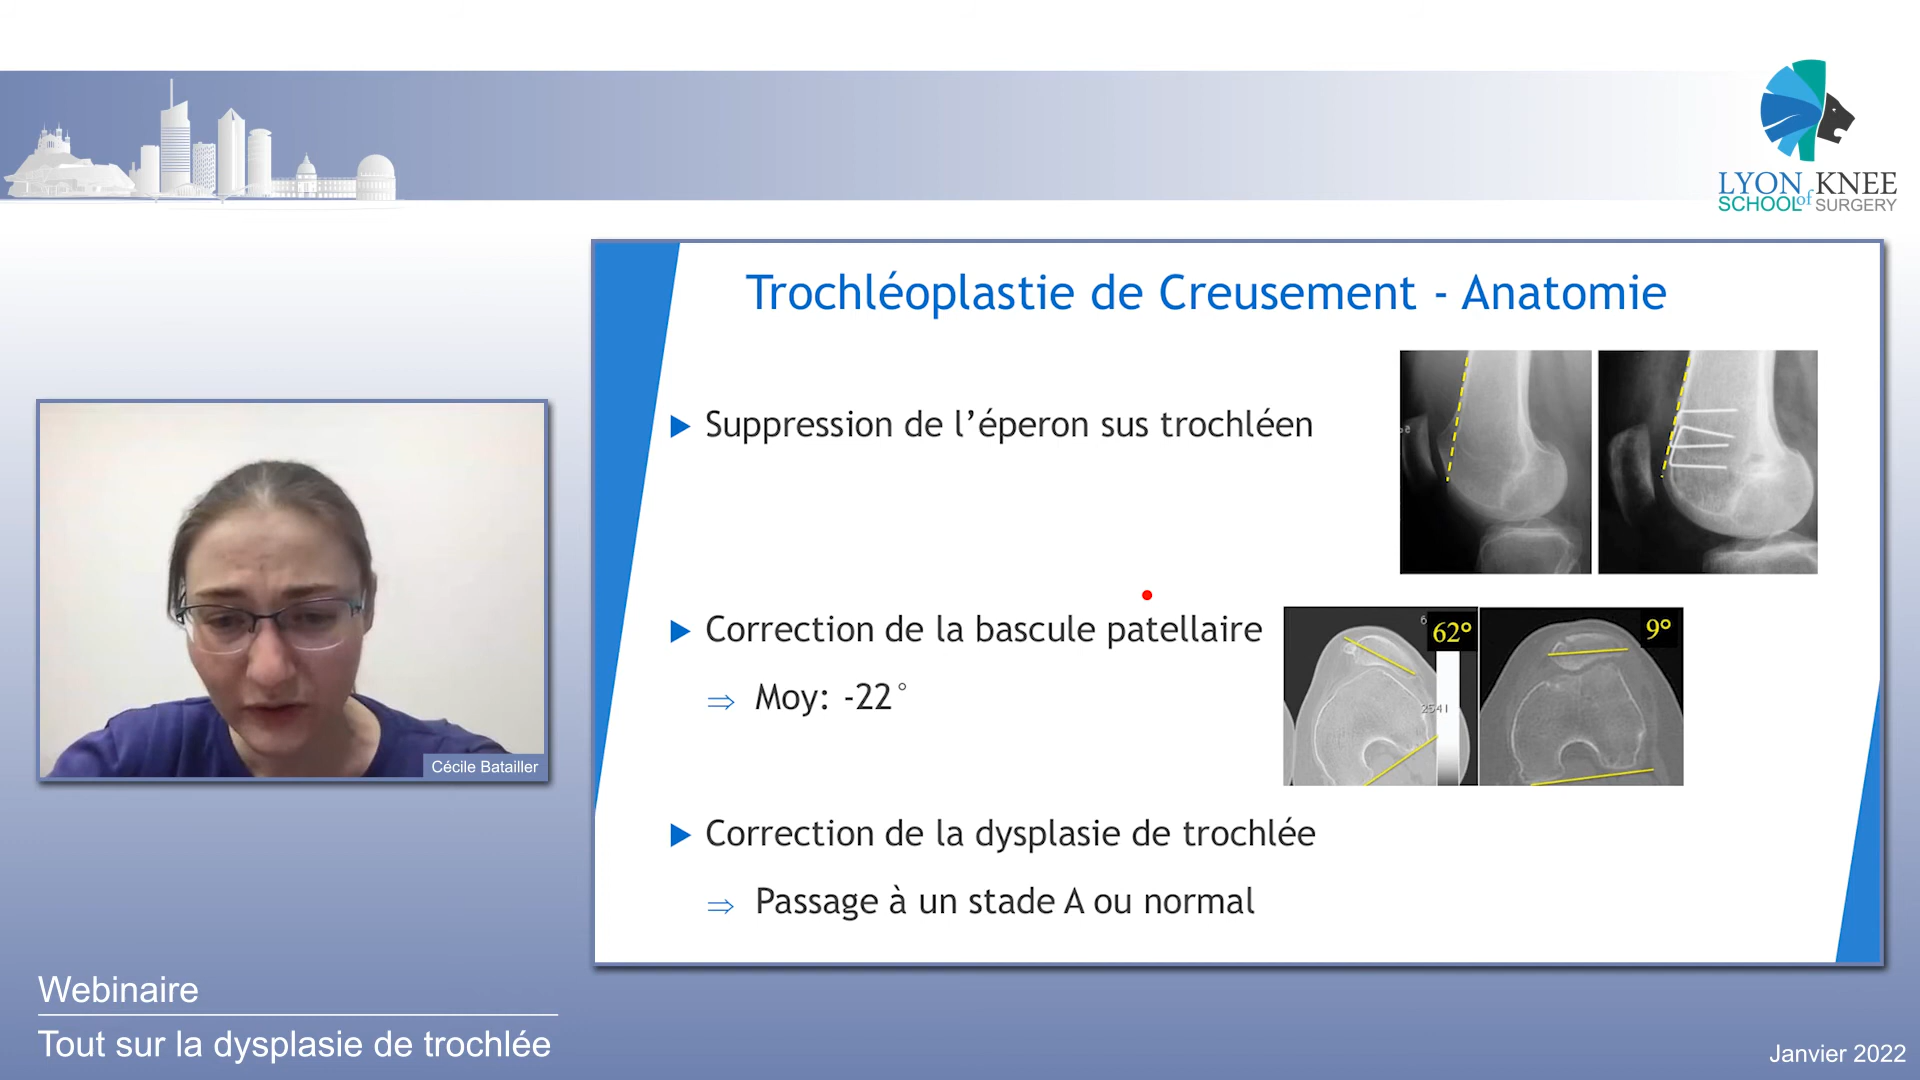 LYON KNEE
SCHOOL of SURGERY
Trochléoplastie de Creusement - Anatomie
Suppression de l’éperon sus trochléen
Correction de la bascule patellaire
62°
9°
2541
⇒ Moy: -22°
Correction de la dysplasie de trochlée
⇒ Passage à un stade A ou normal
Cécile Batailler
Webinaire
Tout sur la dysplasie de trochlée
Janvier 2022